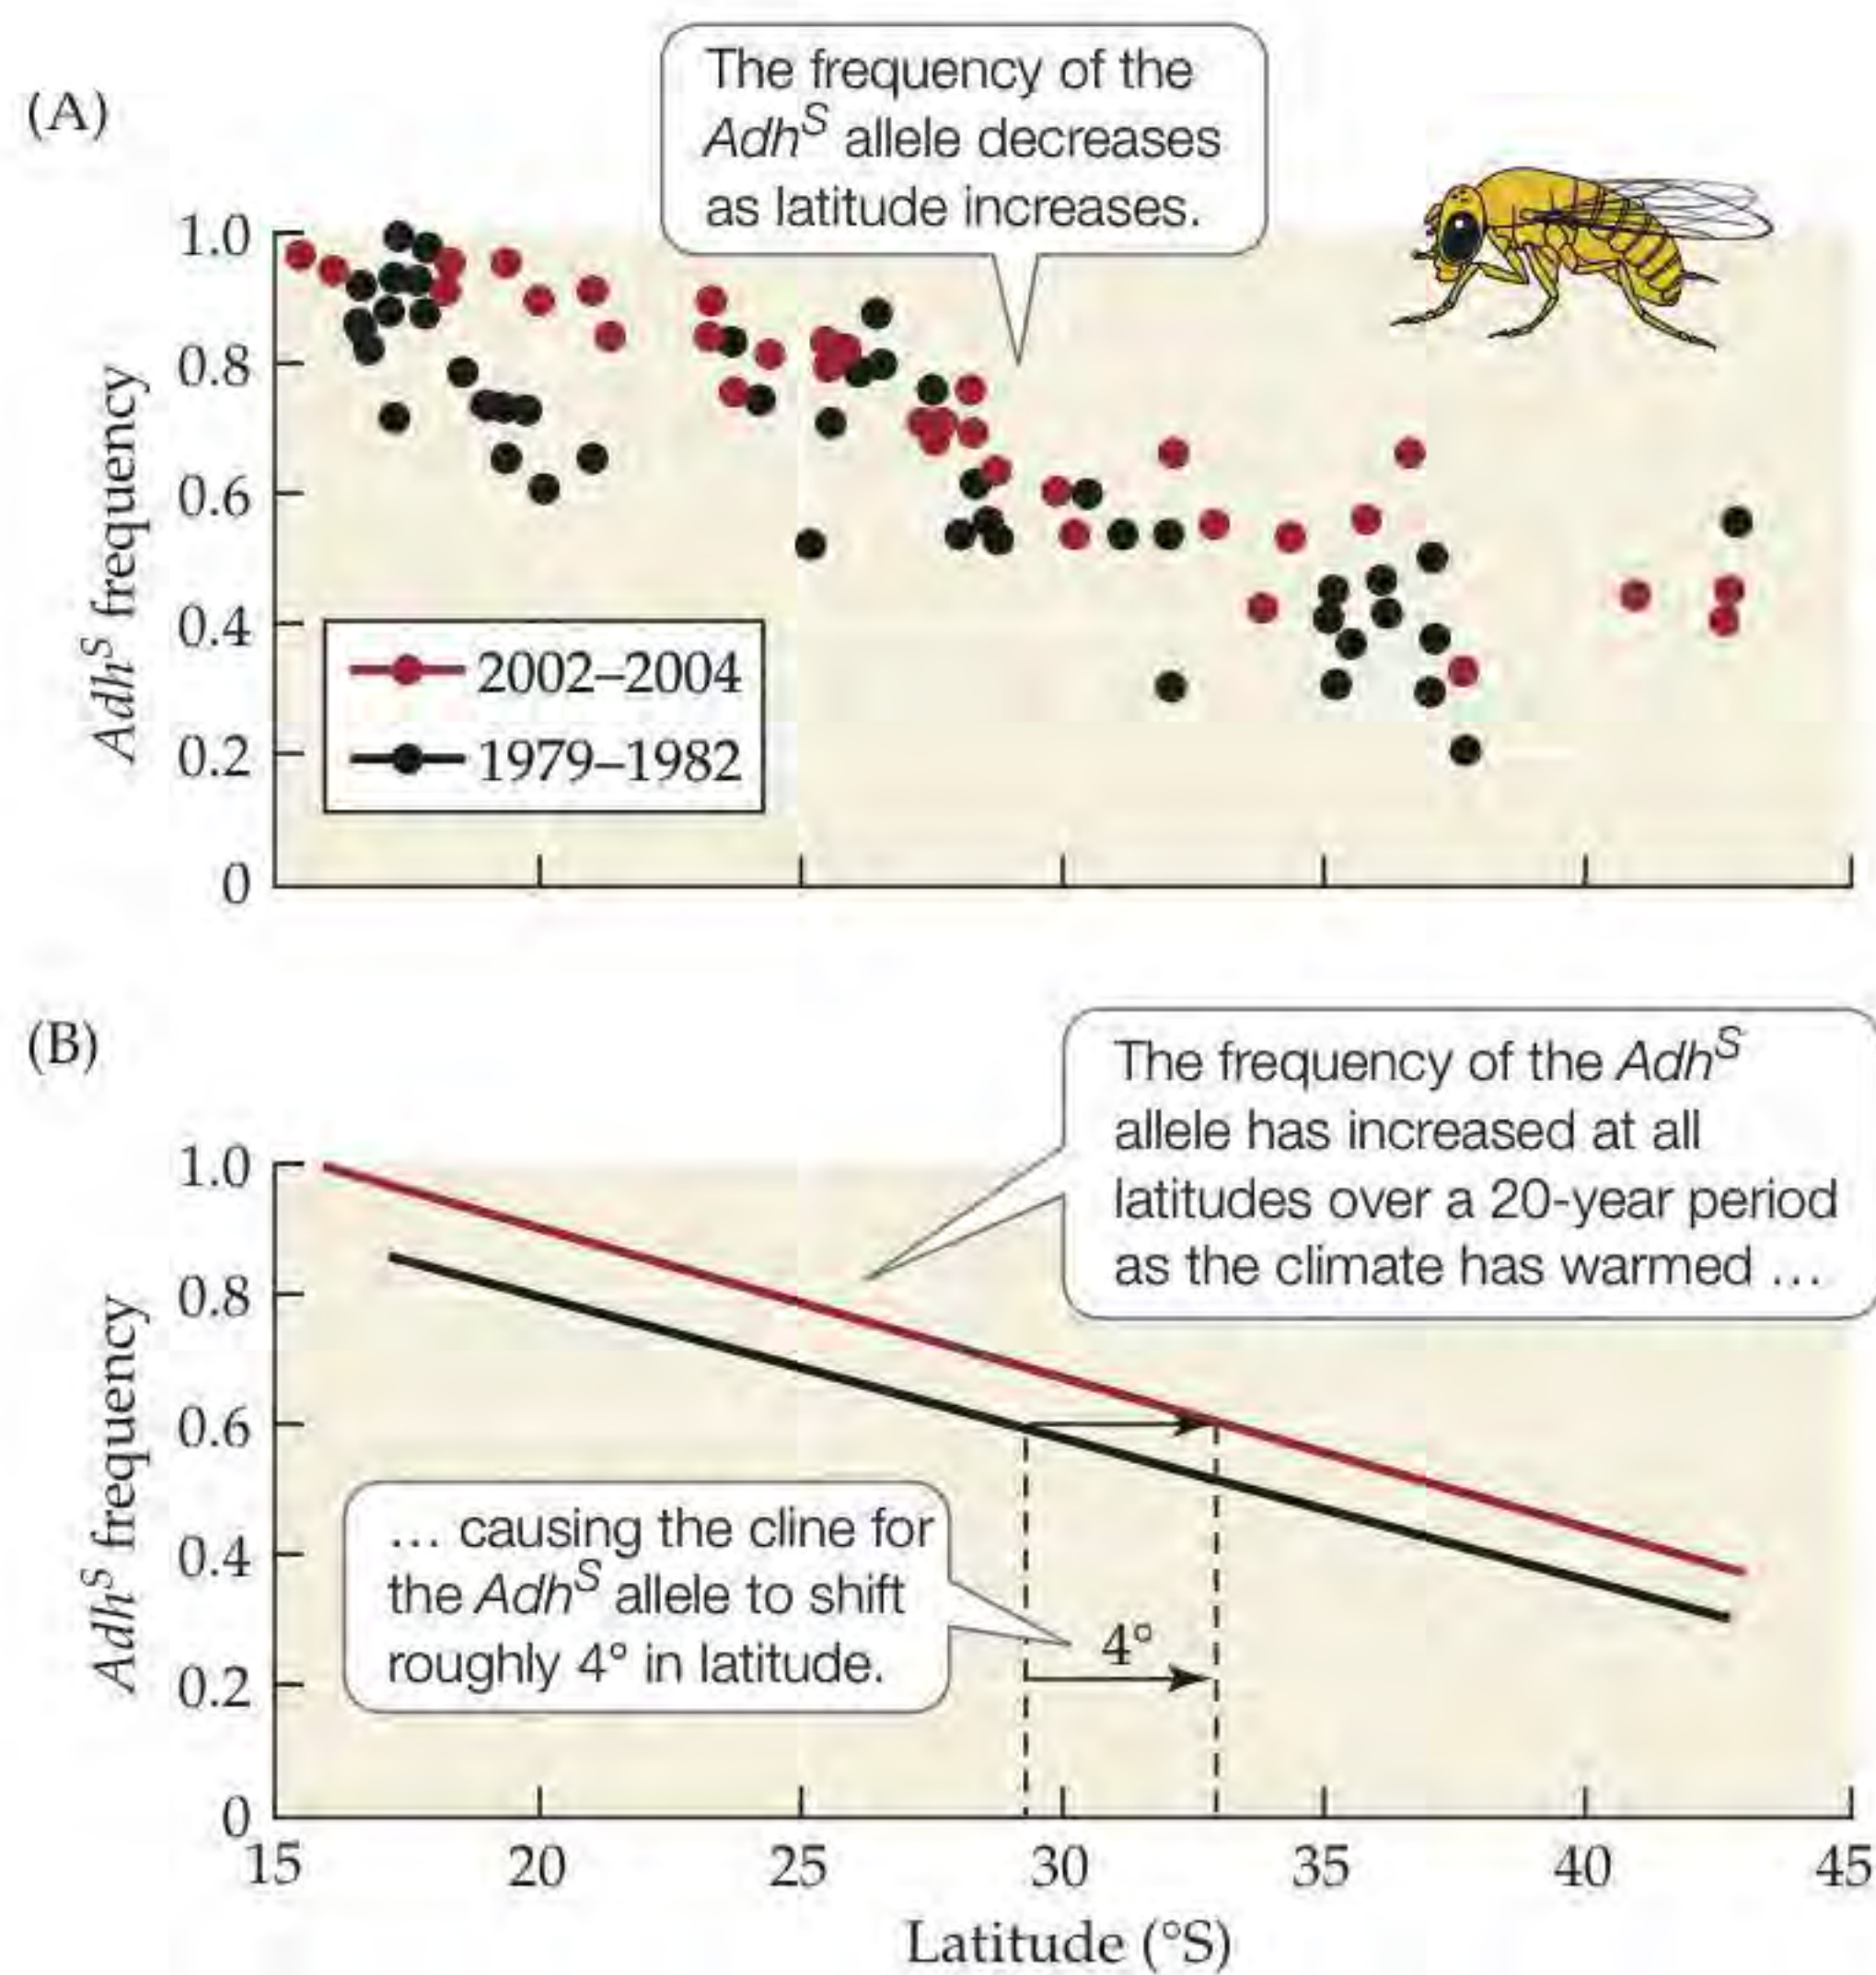 (A)
The frequency of the
Adh^S allele decreases
as latitude increases.
1.0
0.8
0.6
0.4
0.2
0
Adh^S frequency
2002–2004
1979–1982
(B)
The frequency of the Adh^S
allele has increased at all
latitudes over a 20-year period
as the climate has warmed …
1.0
0.8
0.6
0.4
0.2
0
Adh^S frequency
… causing the cline for
the Adh^S allele to shift
roughly 4° in latitude.
4°
15 20 25 30 35 40 45
Latitude (°S)